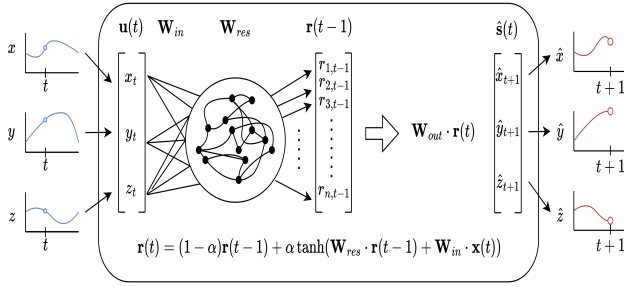 u(t) W_in W_res r(t−1) ŝ(t)
x t
y t
z t
x_t
y_t
z_t
r_{1,t−1}
r_{2,t−1}
r_{3,t−1}
r_{n,t−1}
W_out · r(t)
x̂_{t+1}
ŷ_{t+1}
ẑ_{t+1}
x̂ t+1
ŷ t+1
ẑ t+1
r(t) = (1−α)r(t−1) + α tanh(W_res · r(t−1) + W_in · x(t))